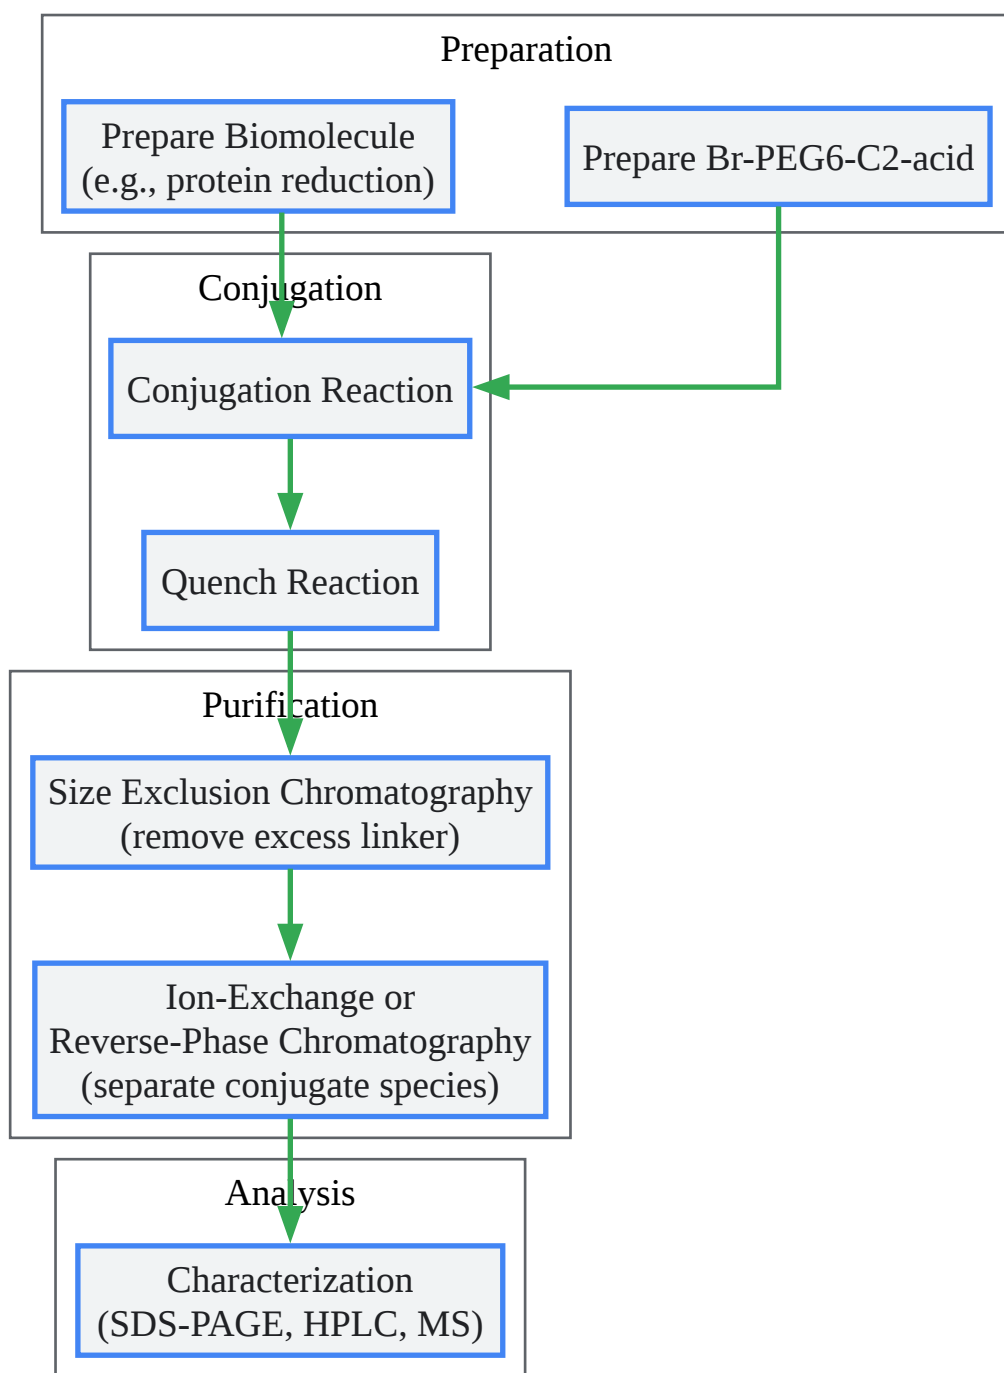 Preparation
Prepare Biomolecule
(e.g., protein reduction)
Prepare Br-PEG6-C2-acid
Conjugation
Conjugation Reaction
Quench Reaction
Purification
Size Exclusion Chromatography
(remove excess linker)
Ion-Exchange or
Reverse-Phase Chromatography
(separate conjugate species)
Analysis
Characterization
(SDS-PAGE, HPLC, MS)